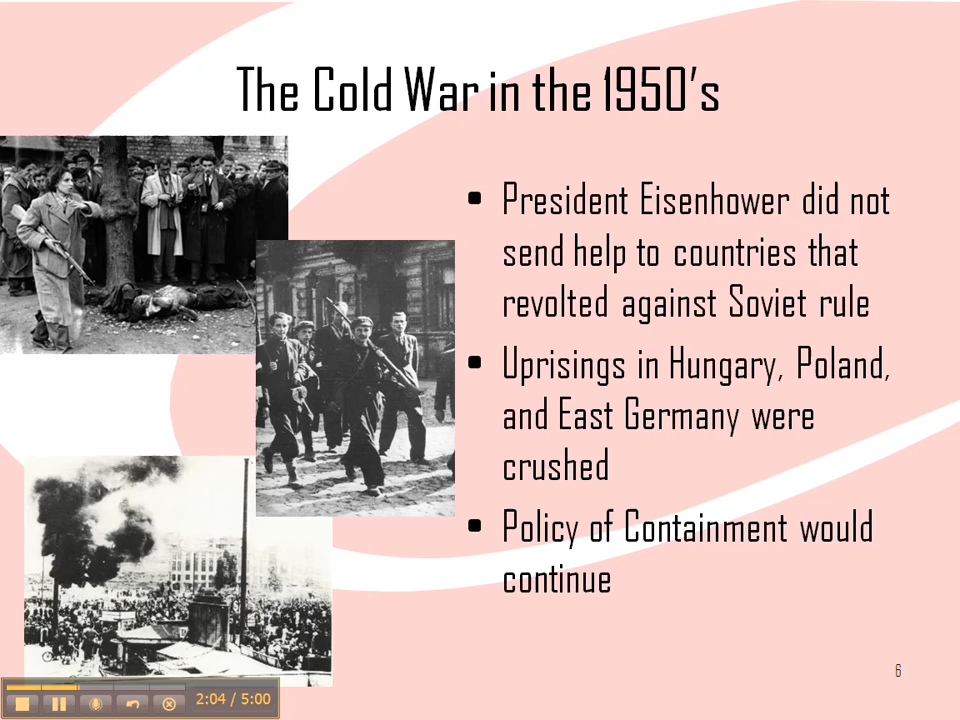 The Cold War in the 1950's
• President Eisenhower did not
send help to countries that
revolted against Soviet rule
• Uprisings in Hungary, Poland,
and East Germany were
crushed
• Policy of Containment would
continue
6
2:04 / 5:00